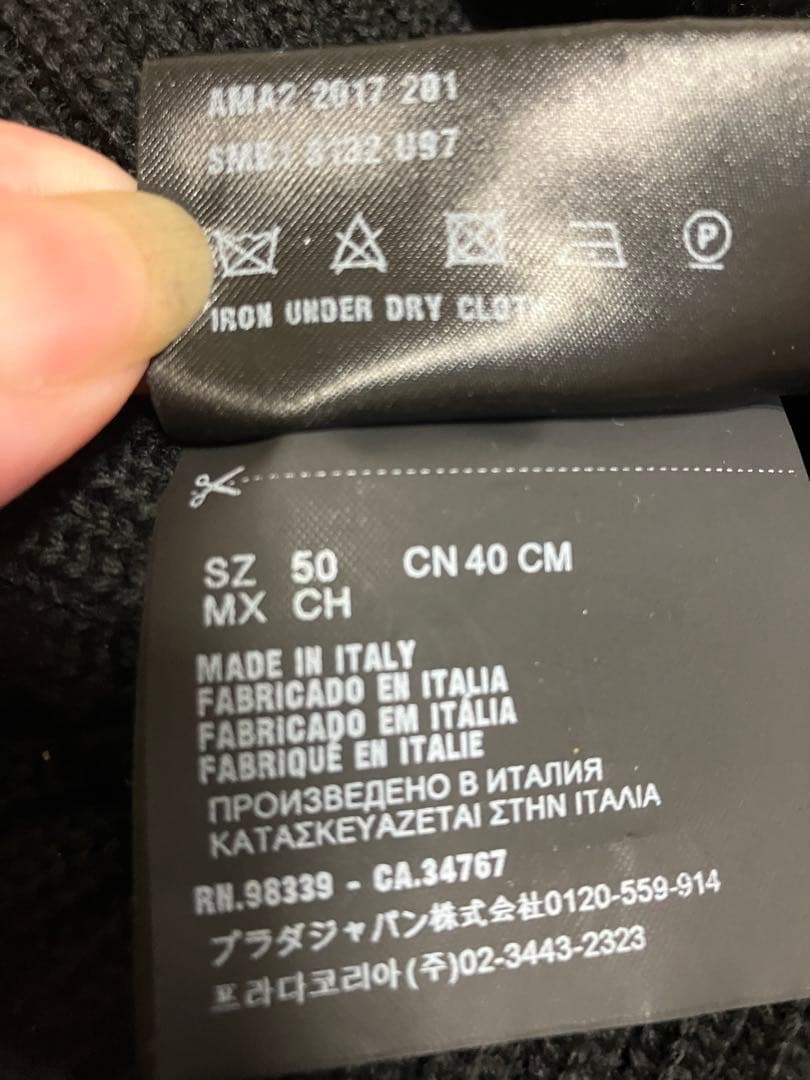 AMA2 2017 201
U97
IRON UNDER DRY CLOTH
SZ 50 CN 40 CM
MX CH
MADE IN ITALY
FABRICADO EN ITALIA
FABRICADO EM ITÁLIA
FABRIQUÉ EN ITALIE
ПРОИЗВЕДЕНО В ИТАЛИЯ
ΚΑΤΑΣΚΕΥΑΖΕΤΑΙ ΣΤΗΝ ΙΤΑΛΙΑ
RN.98339 - CA.34767
プラダジャパン株式会社0120-559-914
프라다코리아(주)02-3443-2323